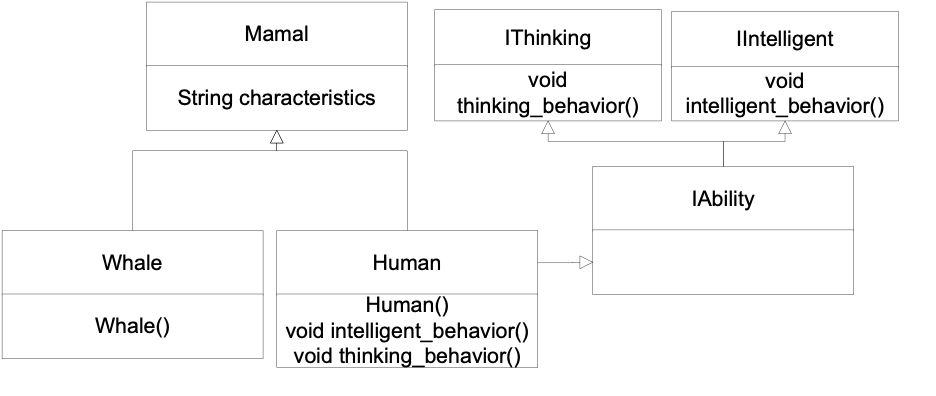 Mamal
String characteristics
IThinking
void
thinking_behavior()
IIntelligent
void
intelligent_behavior()
IAbility
Whale
Whale()
Human
Human()
void intelligent_behavior()
void thinking_behavior()